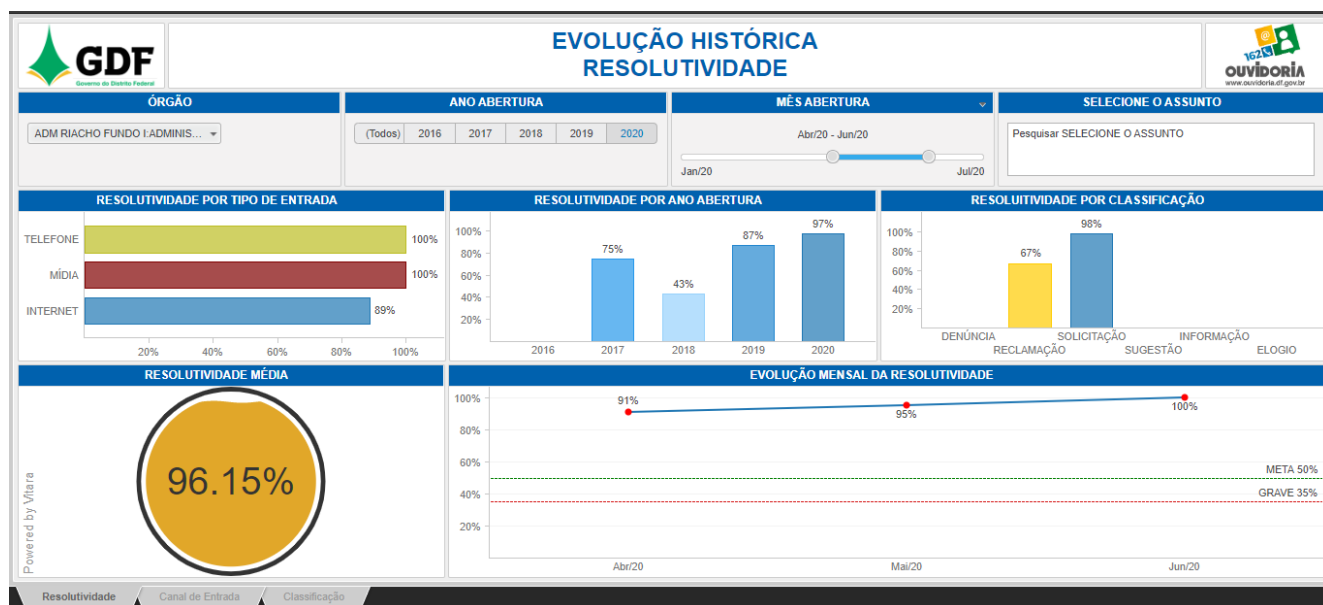 GDF
Governo do Distrito Federal
EVOLUÇÃO HISTÓRICA
RESOLUTIVIDADE
162
OUVIDORIA
www.ouvidoria.df.gov.br
ÓRGÃO
ANO ABERTURA
MÊS ABERTURA
SELECIONE O ASSUNTO
ADM RIACHO FUNDO I:ADMINIS...
(Todos) 2016 2017 2018 2019 2020
Abr/20 - Jun/20
Jan/20 Jul/20
Pesquisar SELECIONE O ASSUNTO
RESOLUTIVIDADE POR TIPO DE ENTRADA
TELEFONE 100%
MÍDIA 100%
INTERNET 89%
20% 40% 60% 80% 100%
RESOLUTIVIDADE POR ANO ABERTURA
100%
80%
60%
40%
20%
75%
43%
87%
97%
2016 2017 2018 2019 2020
RESOLUITIVIDADE POR CLASSIFICAÇÃO
100%
80%
60%
40%
20%
67%
98%
DENÚNCIA SOLICITAÇÃO INFORMAÇÃO
RECLAMAÇÃO SUGESTÃO ELOGIO
RESOLUTIVIDADE MÉDIA
96.15%
Powered by Vitara
EVOLUÇÃO MENSAL DA RESOLUTIVIDADE
100%
80%
60%
40%
20%
91%
95%
100%
META 50%
GRAVE 35%
Abr/20 Mai/20 Jun/20
Resolutividade Canal de Entrada Classificação